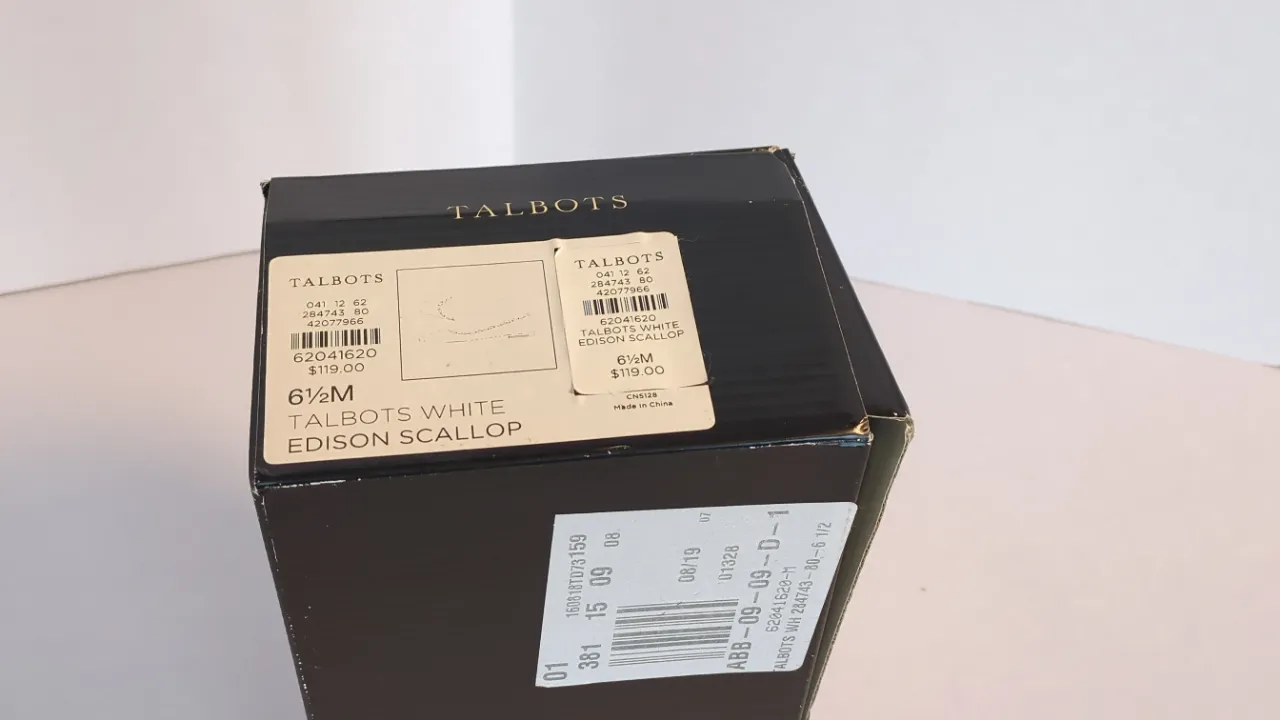 TALBOTS
TALBOTS
041 12 62
284743 80
42077966
62041620
$119.00
6½M
TALBOTS WHITE
EDISON SCALLOP
TALBOTS
041 12 62
284743 80
42077966
62041620
TALBOTS WHITE
EDISON SCALLOP
6½M
$119.00
CN5128
Made in China
01
381 15 09 08
160818TD73159
08/19 07
01328
ABB-09-09-D-1
62041620-M
TALBOTS WH 284743-80-6 1/2